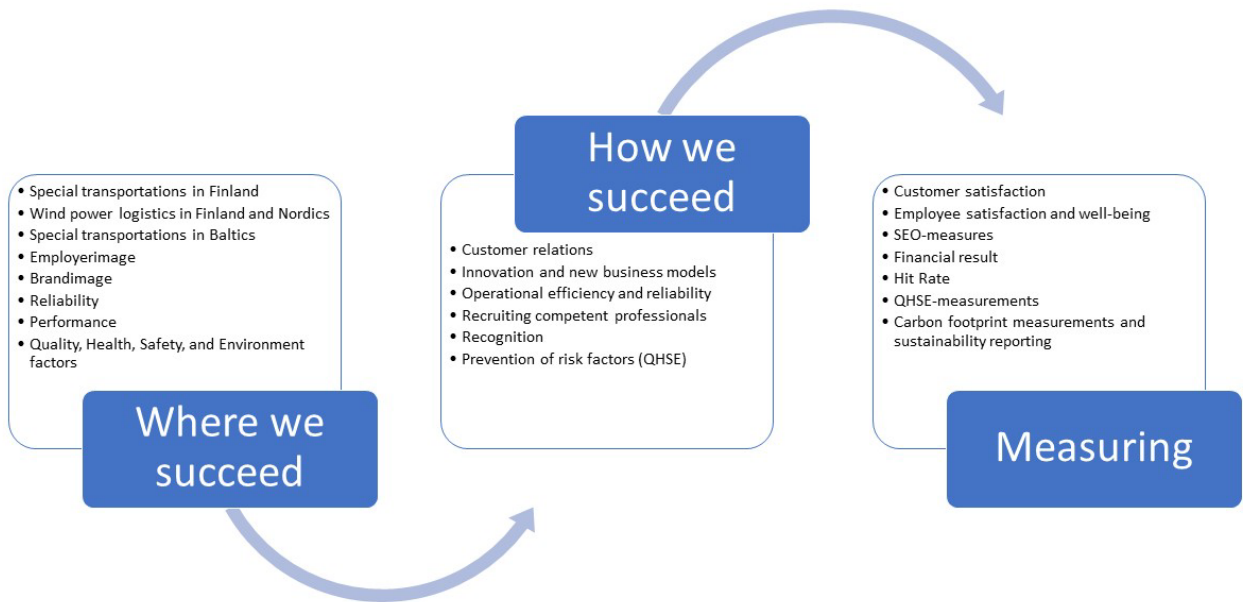 • Special transportations in Finland
• Wind power logistics in Finland and Nordics
• Special transportations in Baltics
• Employerimage
• Brandimage
• Reliability
• Performance
• Quality, Health, Safety, and Environment
factors
Where we
succeed
How we
succeed
• Customer relations
• Innovation and new business models
• Operational efficiency and reliability
• Recruiting competent professionals
• Recognition
• Prevention of risk factors (QHSE)
• Customer satisfaction
• Employee satisfaction and well-being
• SEO-measures
• Financial result
• Hit Rate
• QHSE-measurements
• Carbon footprint measurements and
sustainability reporting
Measuring